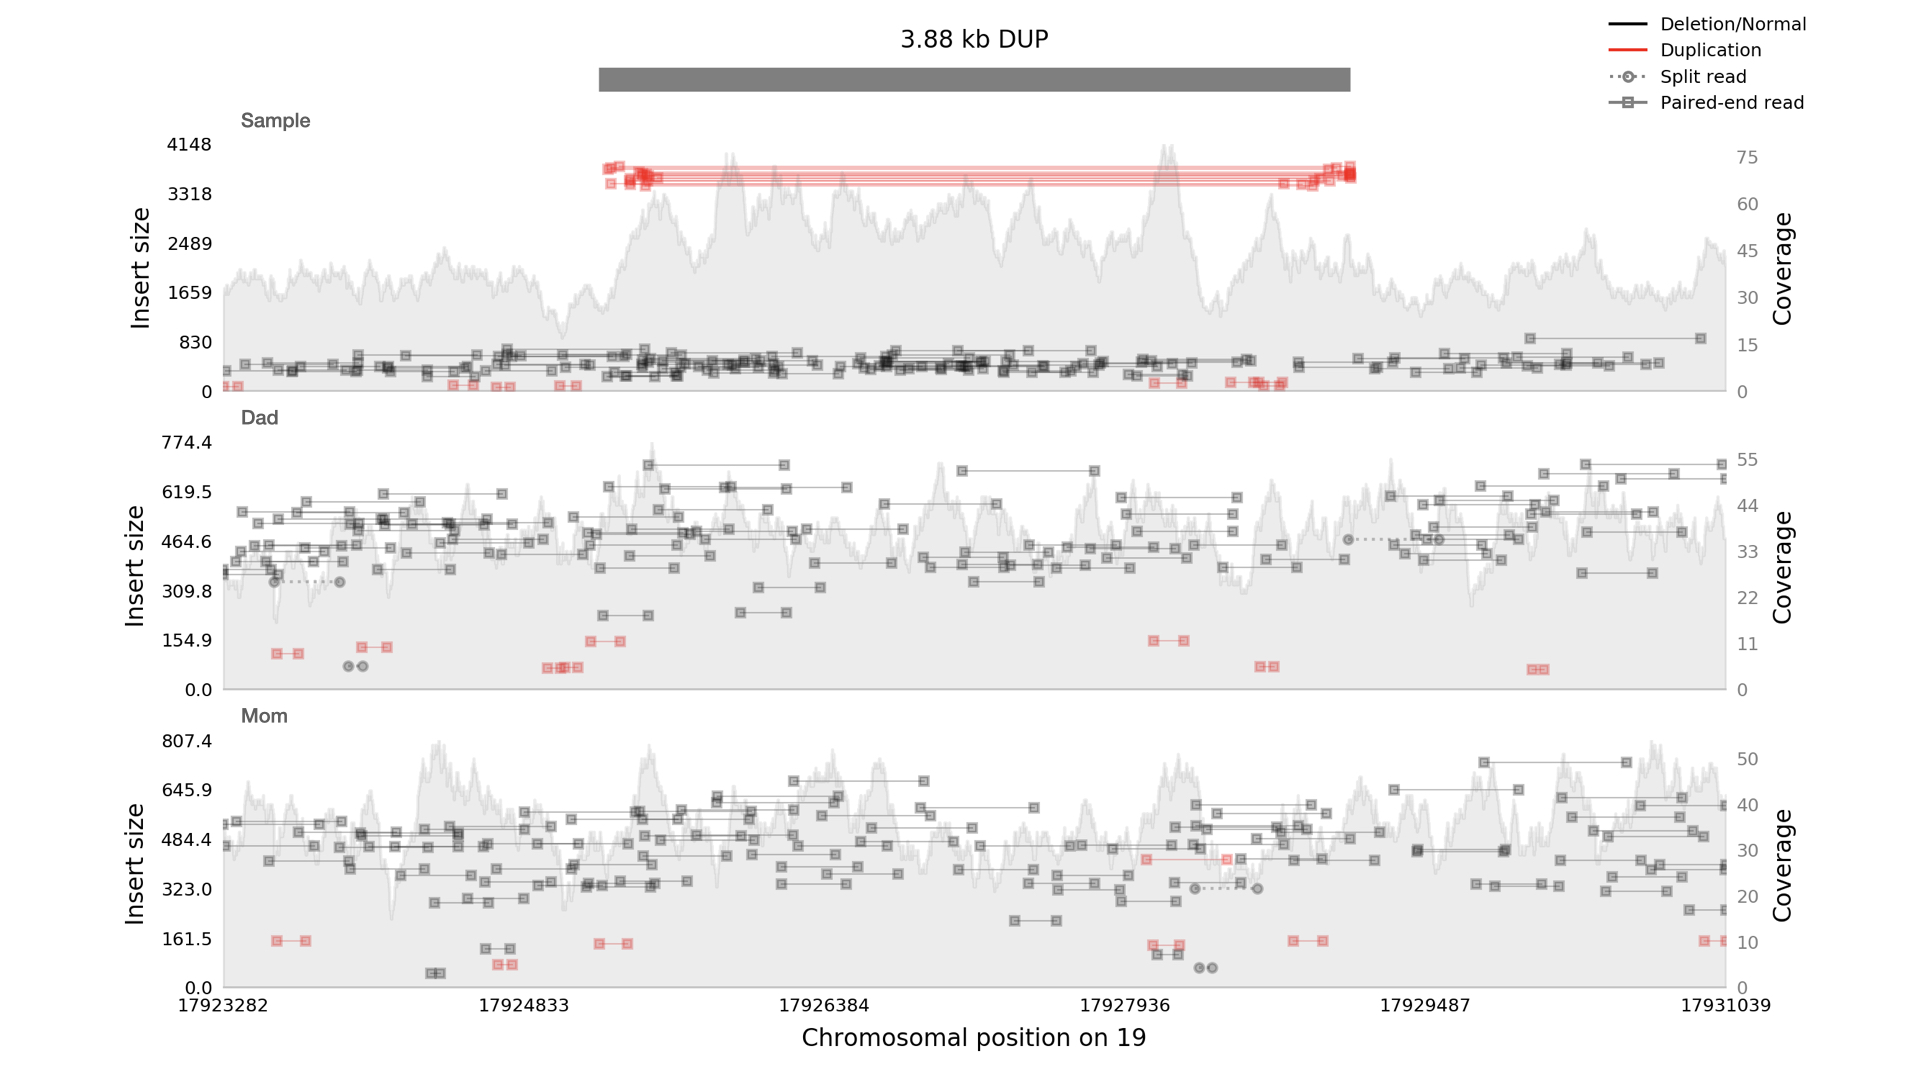 3.88 kb DUP
Deletion/Normal
Duplication
Split read
Paired-end read
Sample
4148
3318
2489
1659
830
0
Insert size
75
60
45
30
15
0
Coverage
Dad
774.4
619.5
464.6
309.8
154.9
0.0
Insert size
55
44
33
22
11
0
Coverage
Mom
807.4
645.9
484.4
323.0
161.5
0.0
Insert size
50
40
30
20
10
0
Coverage
17923282 17924833 17926384 17927936 17929487 17931039
Chromosomal position on 19